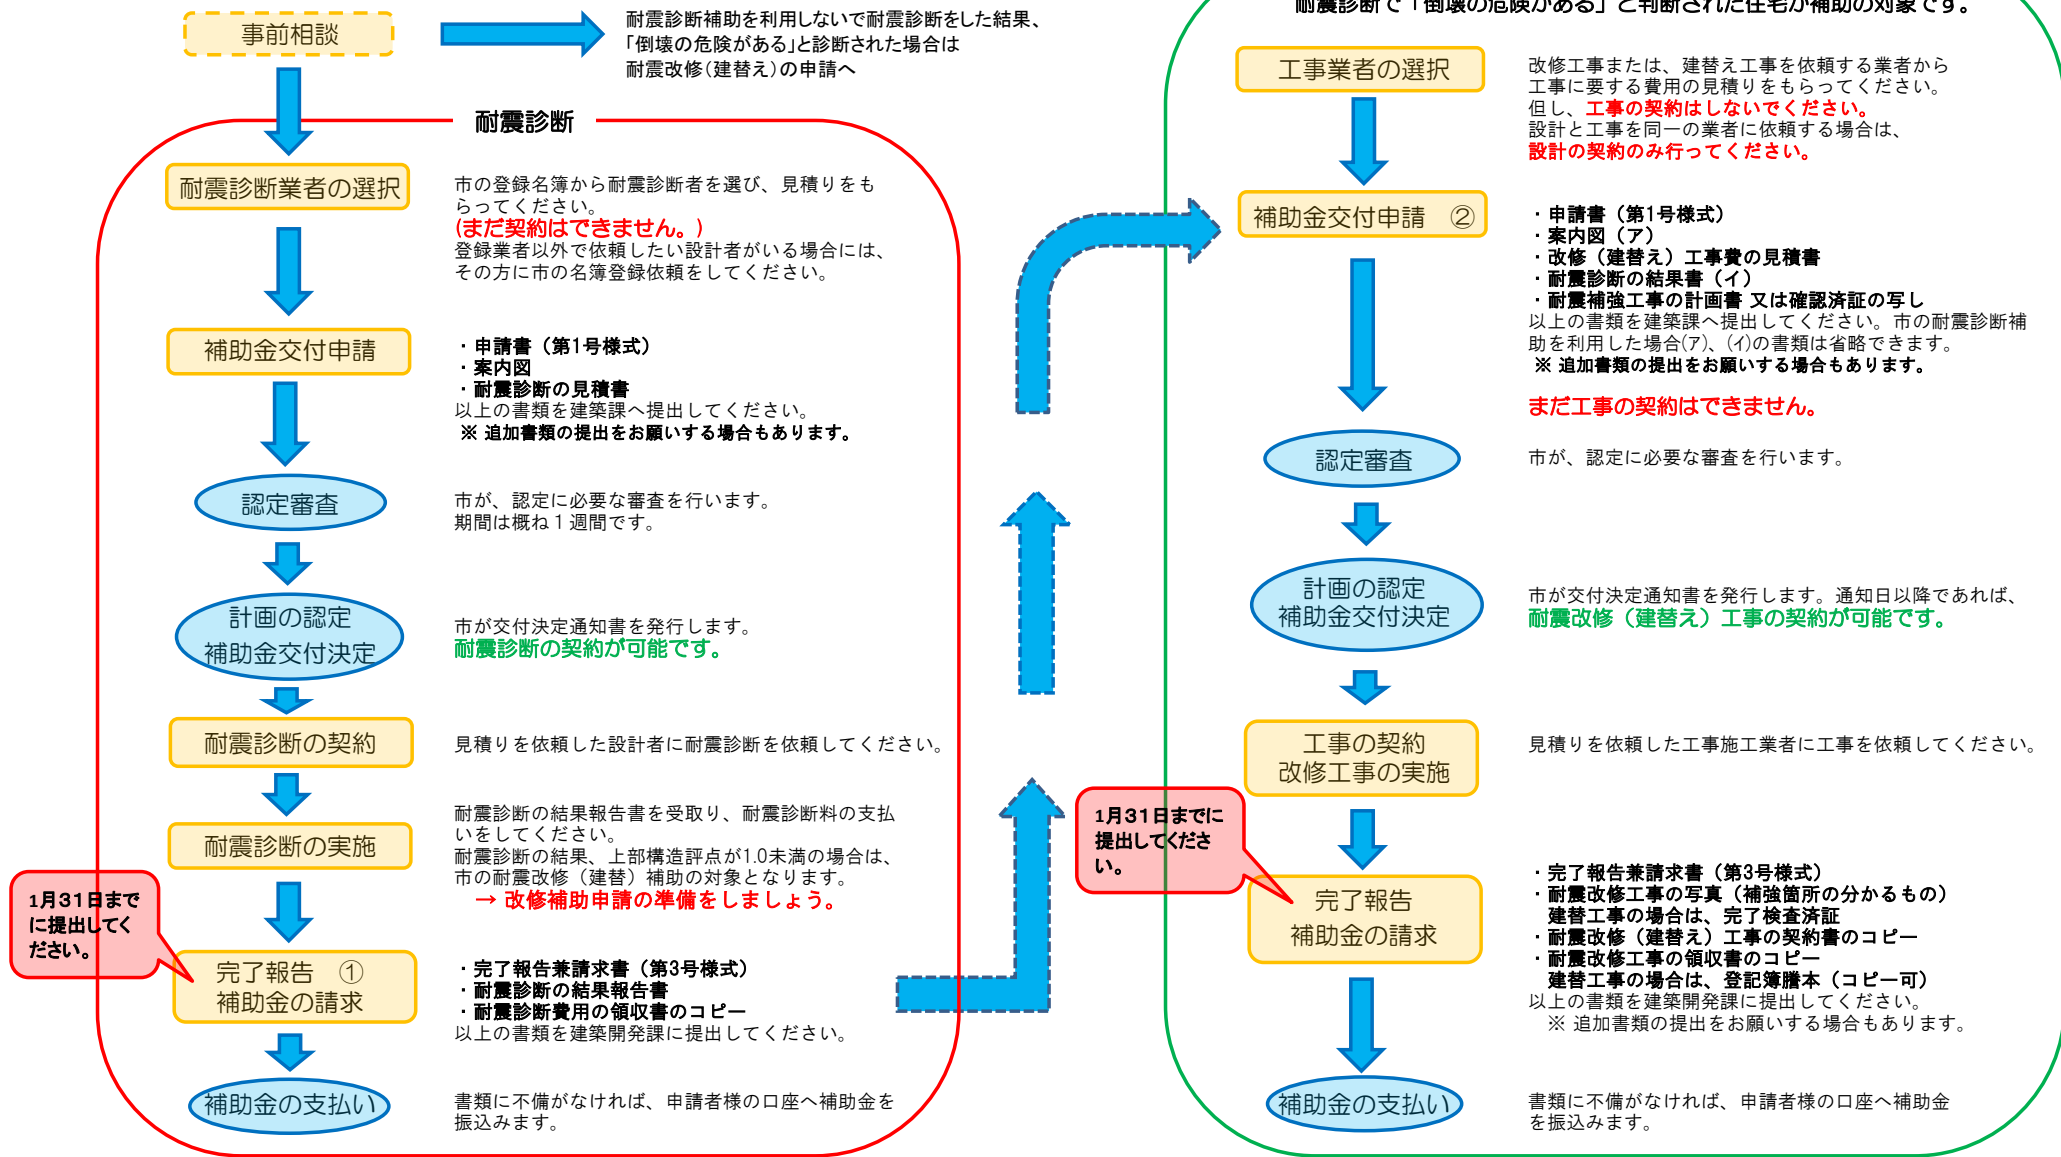 事前相談
耐震診断補助を利用しないで耐震診断をした結果、
「倒壊の危険がある」と診断された場合は
耐震改修(建替え)の申請へ
耐震診断
耐震診断業者の選択
市の登録名簿から耐震診断者を選び、見積りをも
らってください。
(まだ契約はできません。)
登録業者以外で依頼したい設計者がいる場合には、
その方に市の名簿登録依頼をしてください。
補助金交付申請
・申請書（第1号様式）
・案内図
・耐震診断の見積書
以上の書類を建築課へ提出してください。
※ 追加書類の提出をお願いする場合もあります。
認定審査
市が、認定に必要な審査を行います。
期間は概ね１週間です。
計画の認定
補助金交付決定
市が交付決定通知書を発行します。
耐震診断の契約が可能です。
耐震診断の契約
見積りを依頼した設計者に耐震診断を依頼してください。
耐震診断の実施
耐震診断の結果報告書を受取り、耐震診断料の支払
いをしてください。
耐震診断の結果、上部構造評点が1.0未満の場合は、
市の耐震改修（建替）補助の対象となります。
→ 改修補助申請の準備をしましょう。
1月31日まで
に提出してく
ださい。
完了報告　①
補助金の請求
・完了報告兼請求書（第3号様式）
・耐震診断の結果報告書
・耐震診断費用の領収書のコピー
以上の書類を建築開発課に提出してください。
補助金の支払い
書類に不備がなければ、申請者様の口座へ補助金を
振込みます。
耐震診断で「倒壊の危険がある」と判断された住宅が補助の対象です。
工事業者の選択
改修工事または、建替え工事を依頼する業者から
工事に要する費用の見積りをもらってください。
但し、工事の契約はしないでください。
設計と工事を同一の業者に依頼する場合は、
設計の契約のみ行ってください。
補助金交付申請　②
・申請書（第1号様式）
・案内図（ア）
・改修（建替え）工事費の見積書
・耐震診断の結果書（イ）
・耐震補強工事の計画書 又は確認済証の写し
以上の書類を建築課へ提出してください。市の耐震診断補
助を利用した場合(ア)、(イ)の書類は省略できます。
※ 追加書類の提出をお願いする場合もあります。
まだ工事の契約はできません。
認定審査
市が、認定に必要な審査を行います。
計画の認定
補助金交付決定
市が交付決定通知書を発行します。通知日以降であれば、
耐震改修（建替え）工事の契約が可能です。
工事の契約
改修工事の実施
見積りを依頼した工事施工業者に工事を依頼してください。
1月31日までに
提出してくださ
い。
完了報告
補助金の請求
・完了報告兼請求書（第3号様式）
・耐震改修工事の写真（補強箇所の分かるもの）
建替工事の場合は、完了検査済証
・耐震改修（建替え）工事の契約書のコピー
・耐震改修工事の領収書のコピー
建替工事の場合は、登記簿謄本（コピー可）
以上の書類を建築開発課に提出してください。
※ 追加書類の提出をお願いする場合もあります。
補助金の支払い
書類に不備がなければ、申請者様の口座へ補助金
を振込みます。